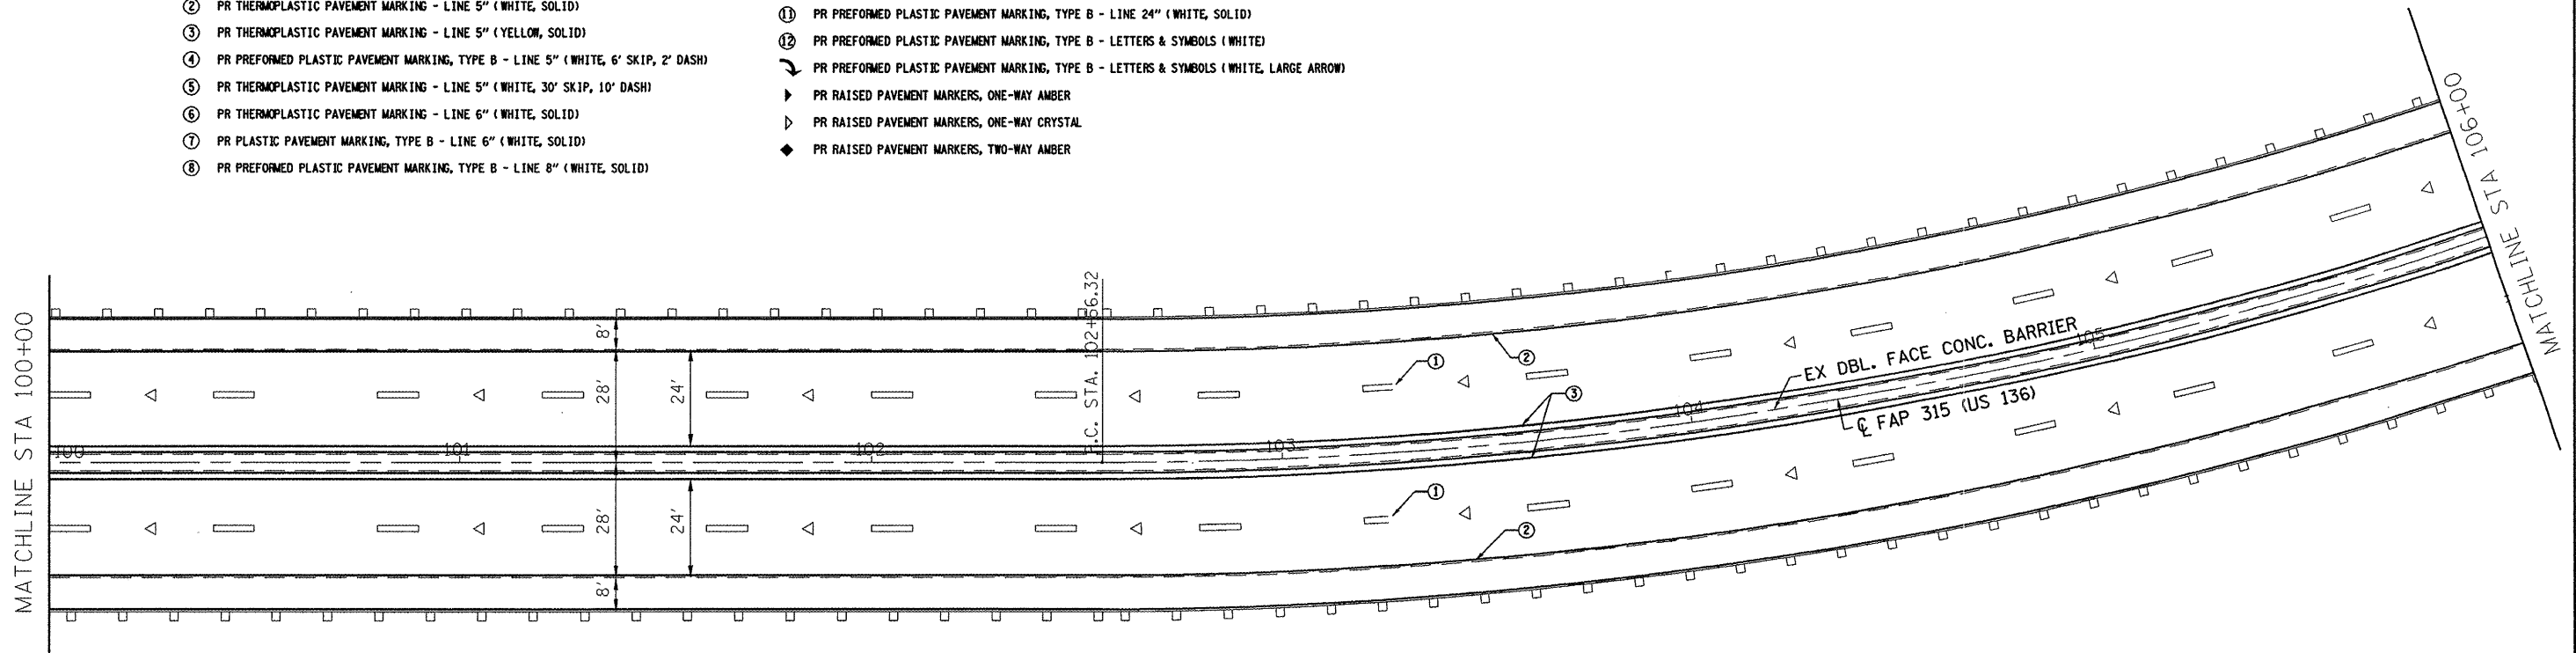 ② PR THERMOPLASTIC PAVEMENT MARKING - LINE 5" (WHITE, SOLID)
③ PR THERMOPLASTIC PAVEMENT MARKING - LINE 5" (YELLOW, SOLID)
④ PR PREFORMED PLASTIC PAVEMENT MARKING, TYPE B - LINE 5" (WHITE, 6' SKIP, 2' DASH)
⑤ PR THERMOPLASTIC PAVEMENT MARKING - LINE 5" (WHITE, 30' SKIP, 10' DASH)
⑥ PR THERMOPLASTIC PAVEMENT MARKING - LINE 6" (WHITE, SOLID)
⑦ PR PLASTIC PAVEMENT MARKING, TYPE B - LINE 6" (WHITE, SOLID)
⑧ PR PREFORMED PLASTIC PAVEMENT MARKING, TYPE B - LINE 8" (WHITE, SOLID)
⑪ PR PREFORMED PLASTIC PAVEMENT MARKING, TYPE B - LINE 24" (WHITE, SOLID)
⑫ PR PREFORMED PLASTIC PAVEMENT MARKING, TYPE B - LETTERS & SYMBOLS (WHITE)
PR PREFORMED PLASTIC PAVEMENT MARKING, TYPE B - LETTERS & SYMBOLS (WHITE, LARGE ARROW)
PR RAISED PAVEMENT MARKERS, ONE-WAY AMBER
PR RAISED PAVEMENT MARKERS, ONE-WAY CRYSTAL
PR RAISED PAVEMENT MARKERS, TWO-WAY AMBER
MATCHLINE STA 100+00
8'
28'
24'
28'
24'
8'
100
101
102
P.C. STA. 102+56.32
103
①
②
③
①
②
104
EX DBL. FACE CONC. BARRIER
105
℄ FAP 315 (US 136)
MATCHLINE STA 106+00